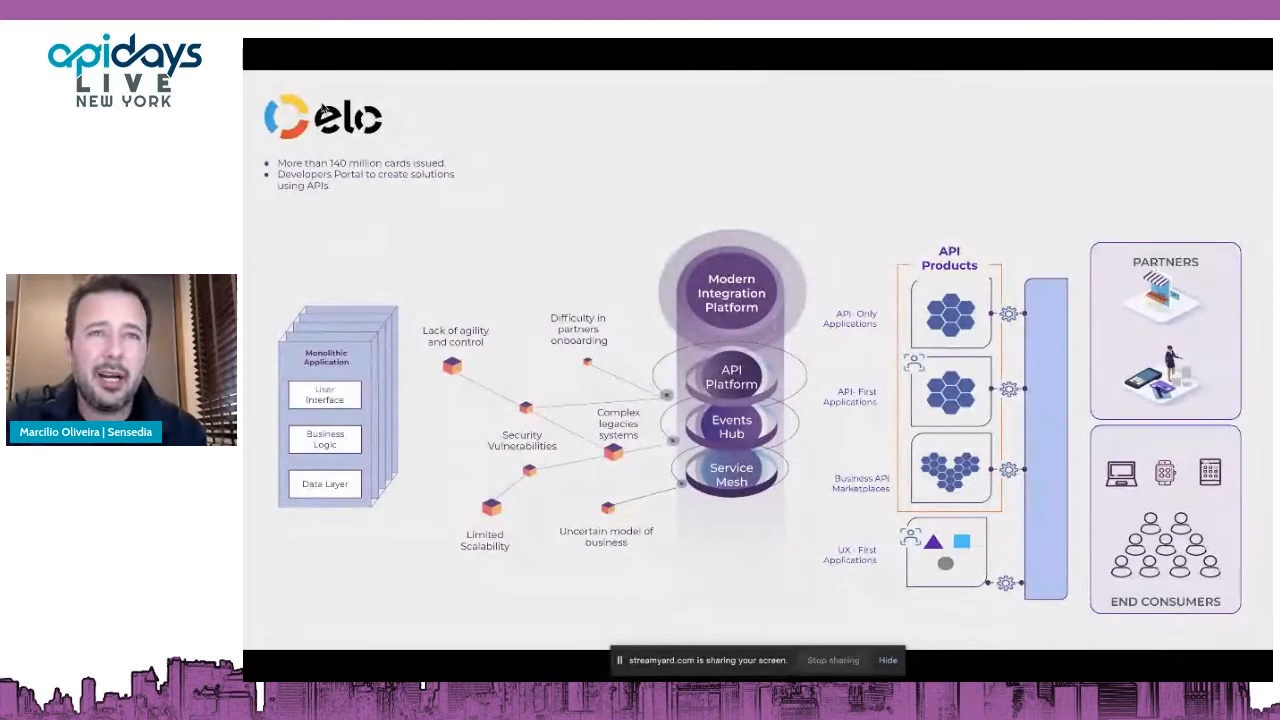 apidays
LIVE
NEW YORK
elo
More than 140 million cards issued.
Developers Portal to create solutions
using APIs.
Monolithic
Application
User
Interface
Business
Logic
Data Layer
Lack of agility
and control
Difficulty in
partners
onboarding
Security
Vulnerabilities
Complex
legacies
systems
Limited
Scalability
Uncertain model of
business
Modern
Integration
Platform
API
Platform
Events
Hub
Service
Mesh
API
Products
API- Only
Applications
API- First
Applications
Business API
Marketplaces
UX - First
Applications
PARTNERS
END CONSUMERS
Marcilio Oliveira | Sensedia
streamyard.com is sharing your screen.
Stop sharing
Hide